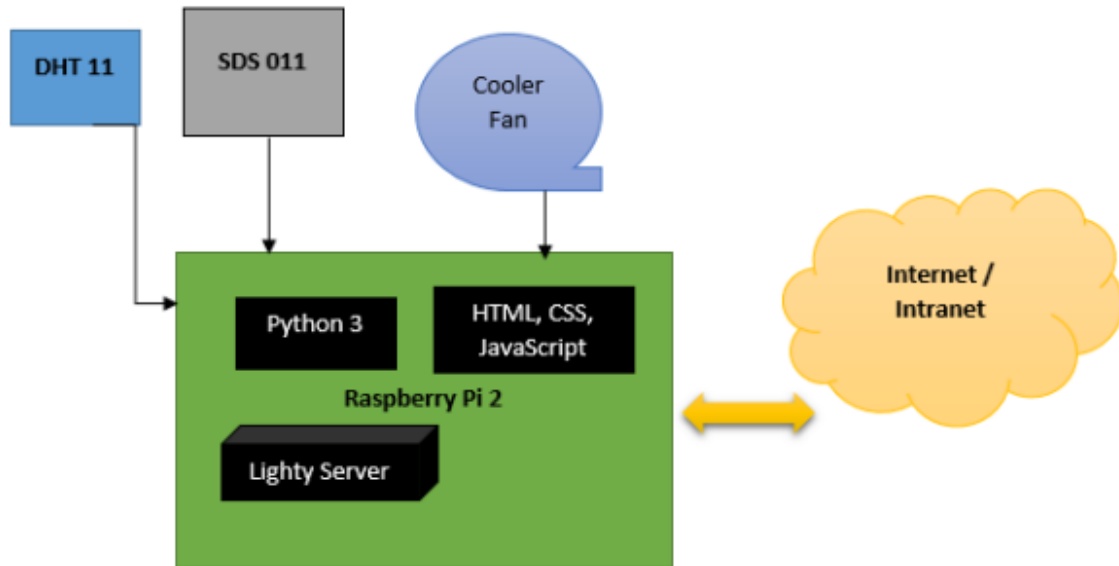 DHT 11
SDS 011
Cooler
Fan
Internet /
Intranet
Python 3
HTML, CSS,
JavaScript
Raspberry Pi 2
Lighty Server